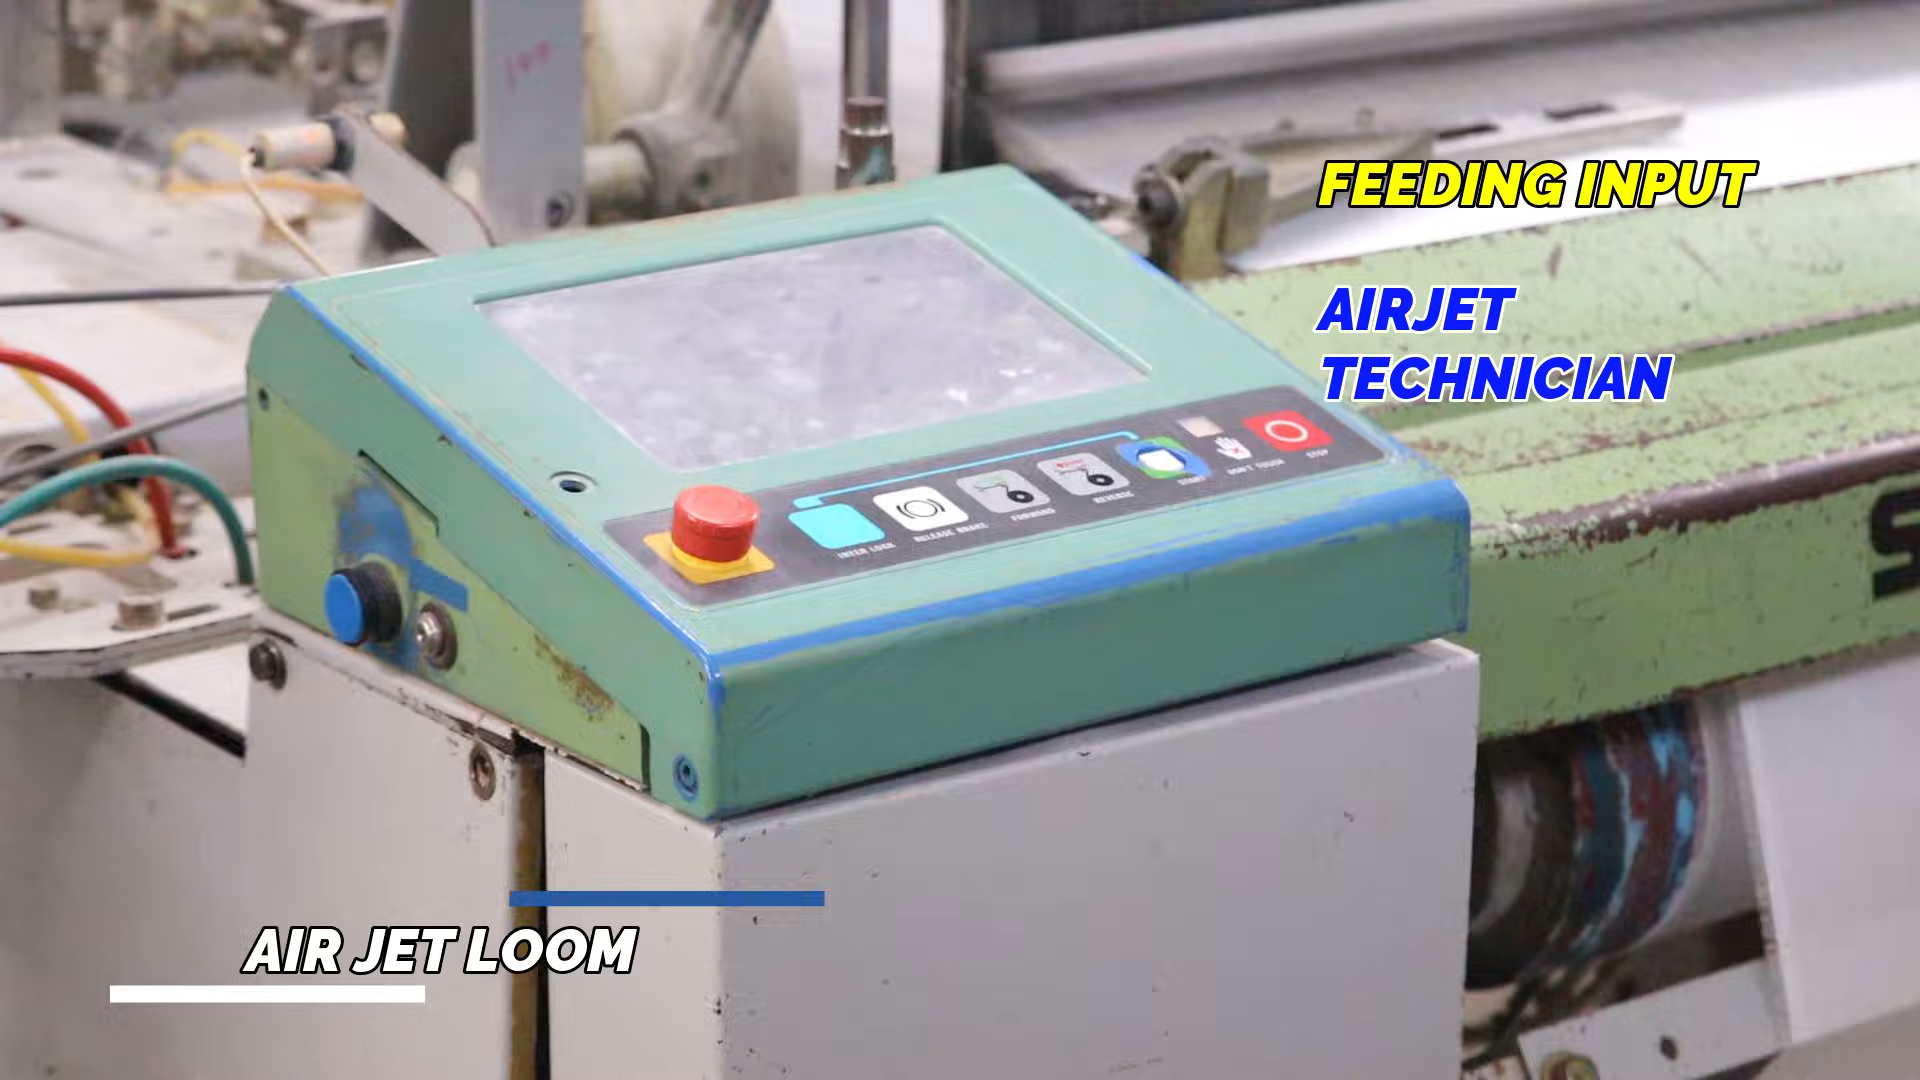 FEEDING INPUT
AIRJET
TECHNICIAN
INTER LOCK
RELEASE BRAKE
FORWARD
REVERSE
START
DON'T TOUCH
STOP
AIR JET LOOM